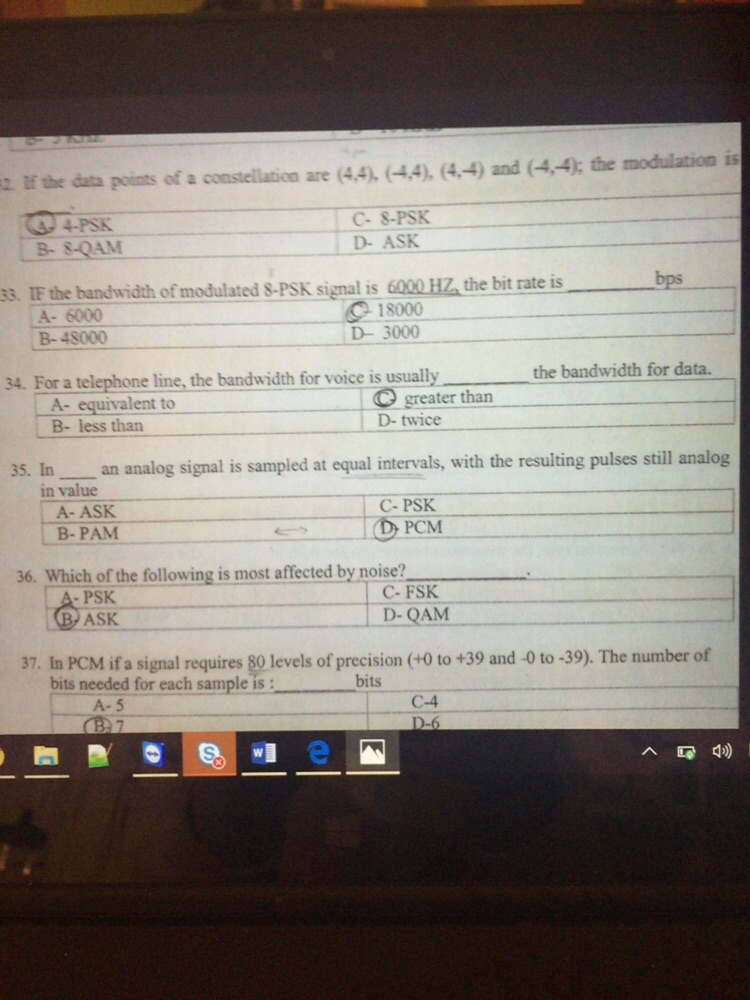 2. If the data points of a constellation are (4,4), (-4,4), (4,-4) and (-4,-4); the modulation is
A- 4-PSK
C- 8-PSK
B- 8-QAM
D- ASK
33. IF the bandwidth of modulated 8-PSK signal is 6000 HZ, the bit rate is ________ bps
A- 6000
C- 18000
B- 48000
D- 3000
34. For a telephone line, the bandwidth for voice is usually ________ the bandwidth for data.
A- equivalent to
C greater than
B- less than
D- twice
35. In ____ an analog signal is sampled at equal intervals, with the resulting pulses still analog
in value
A- ASK
C- PSK
B- PAM
D- PCM
36. Which of the following is most affected by noise?____________.
A- PSK
C- FSK
B- ASK
D- QAM
37. In PCM if a signal requires 80 levels of precision (+0 to +39 and -0 to -39). The number of
bits needed for each sample is :________ bits
A- 5
C-4
B- 7
D-6